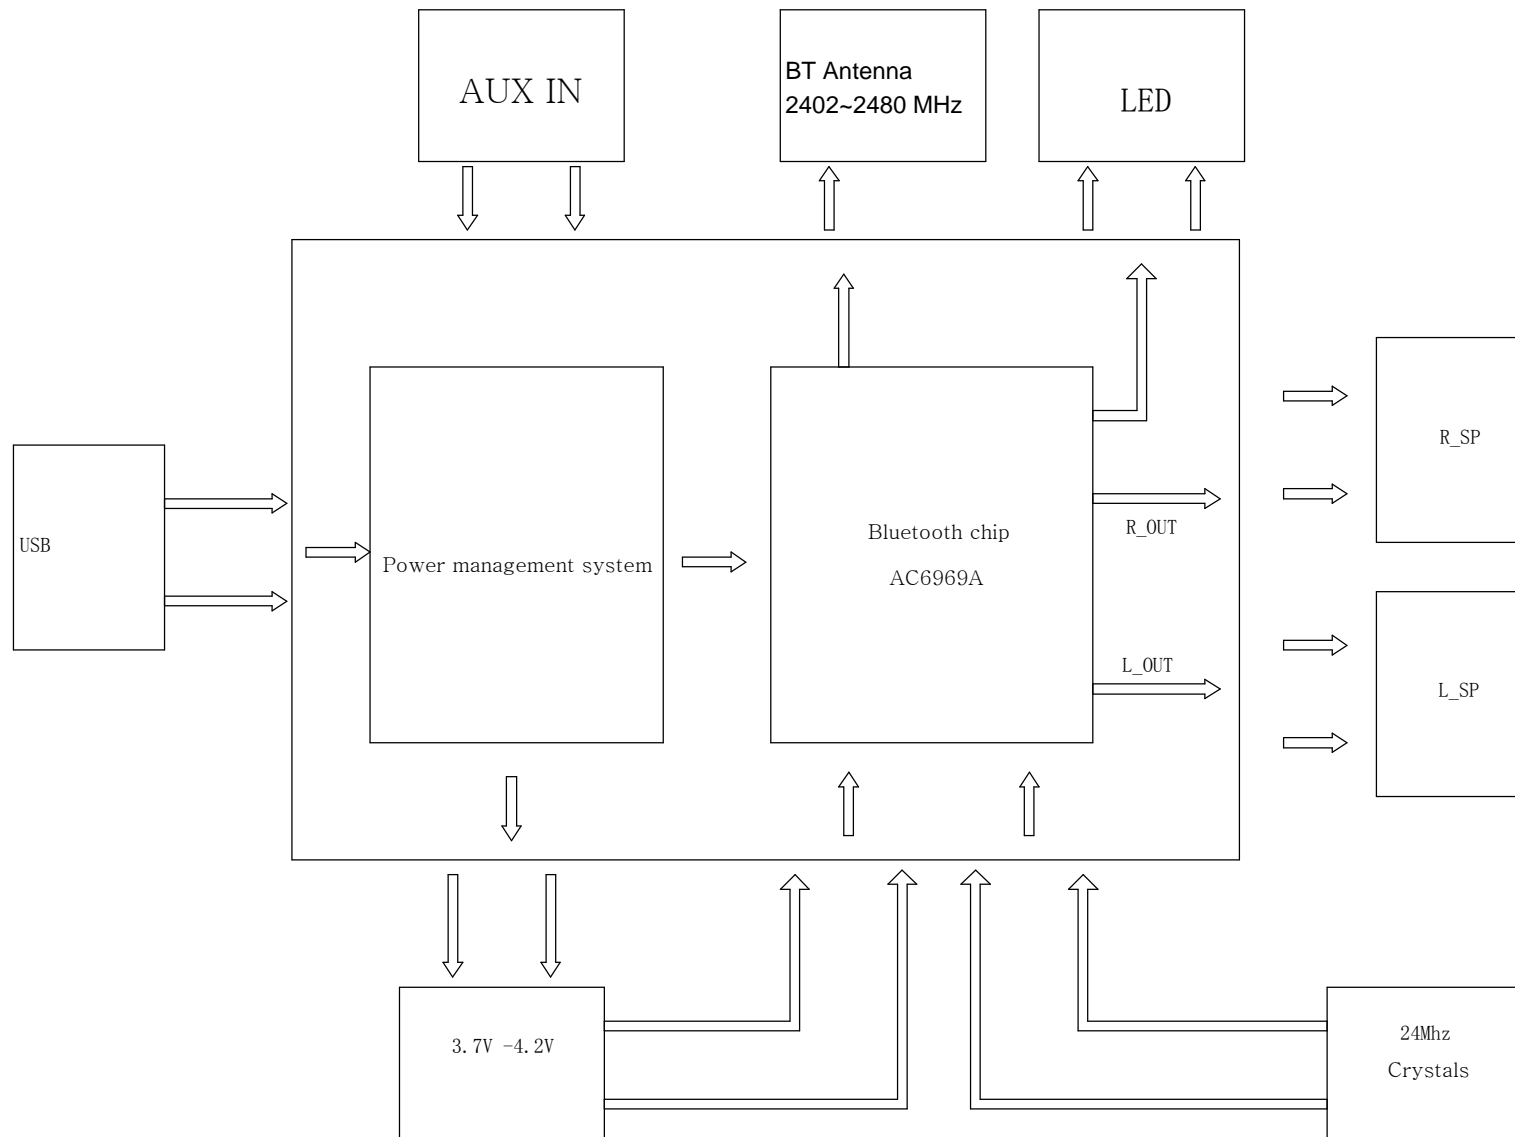 AUX IN
BT Antenna
2402~2480 MHz
LED
USB
Power management system
Bluetooth chip
AC6969A
R_OUT
L_OUT
R_SP
L_SP
3.7V -4.2V
24Mhz
Crystals